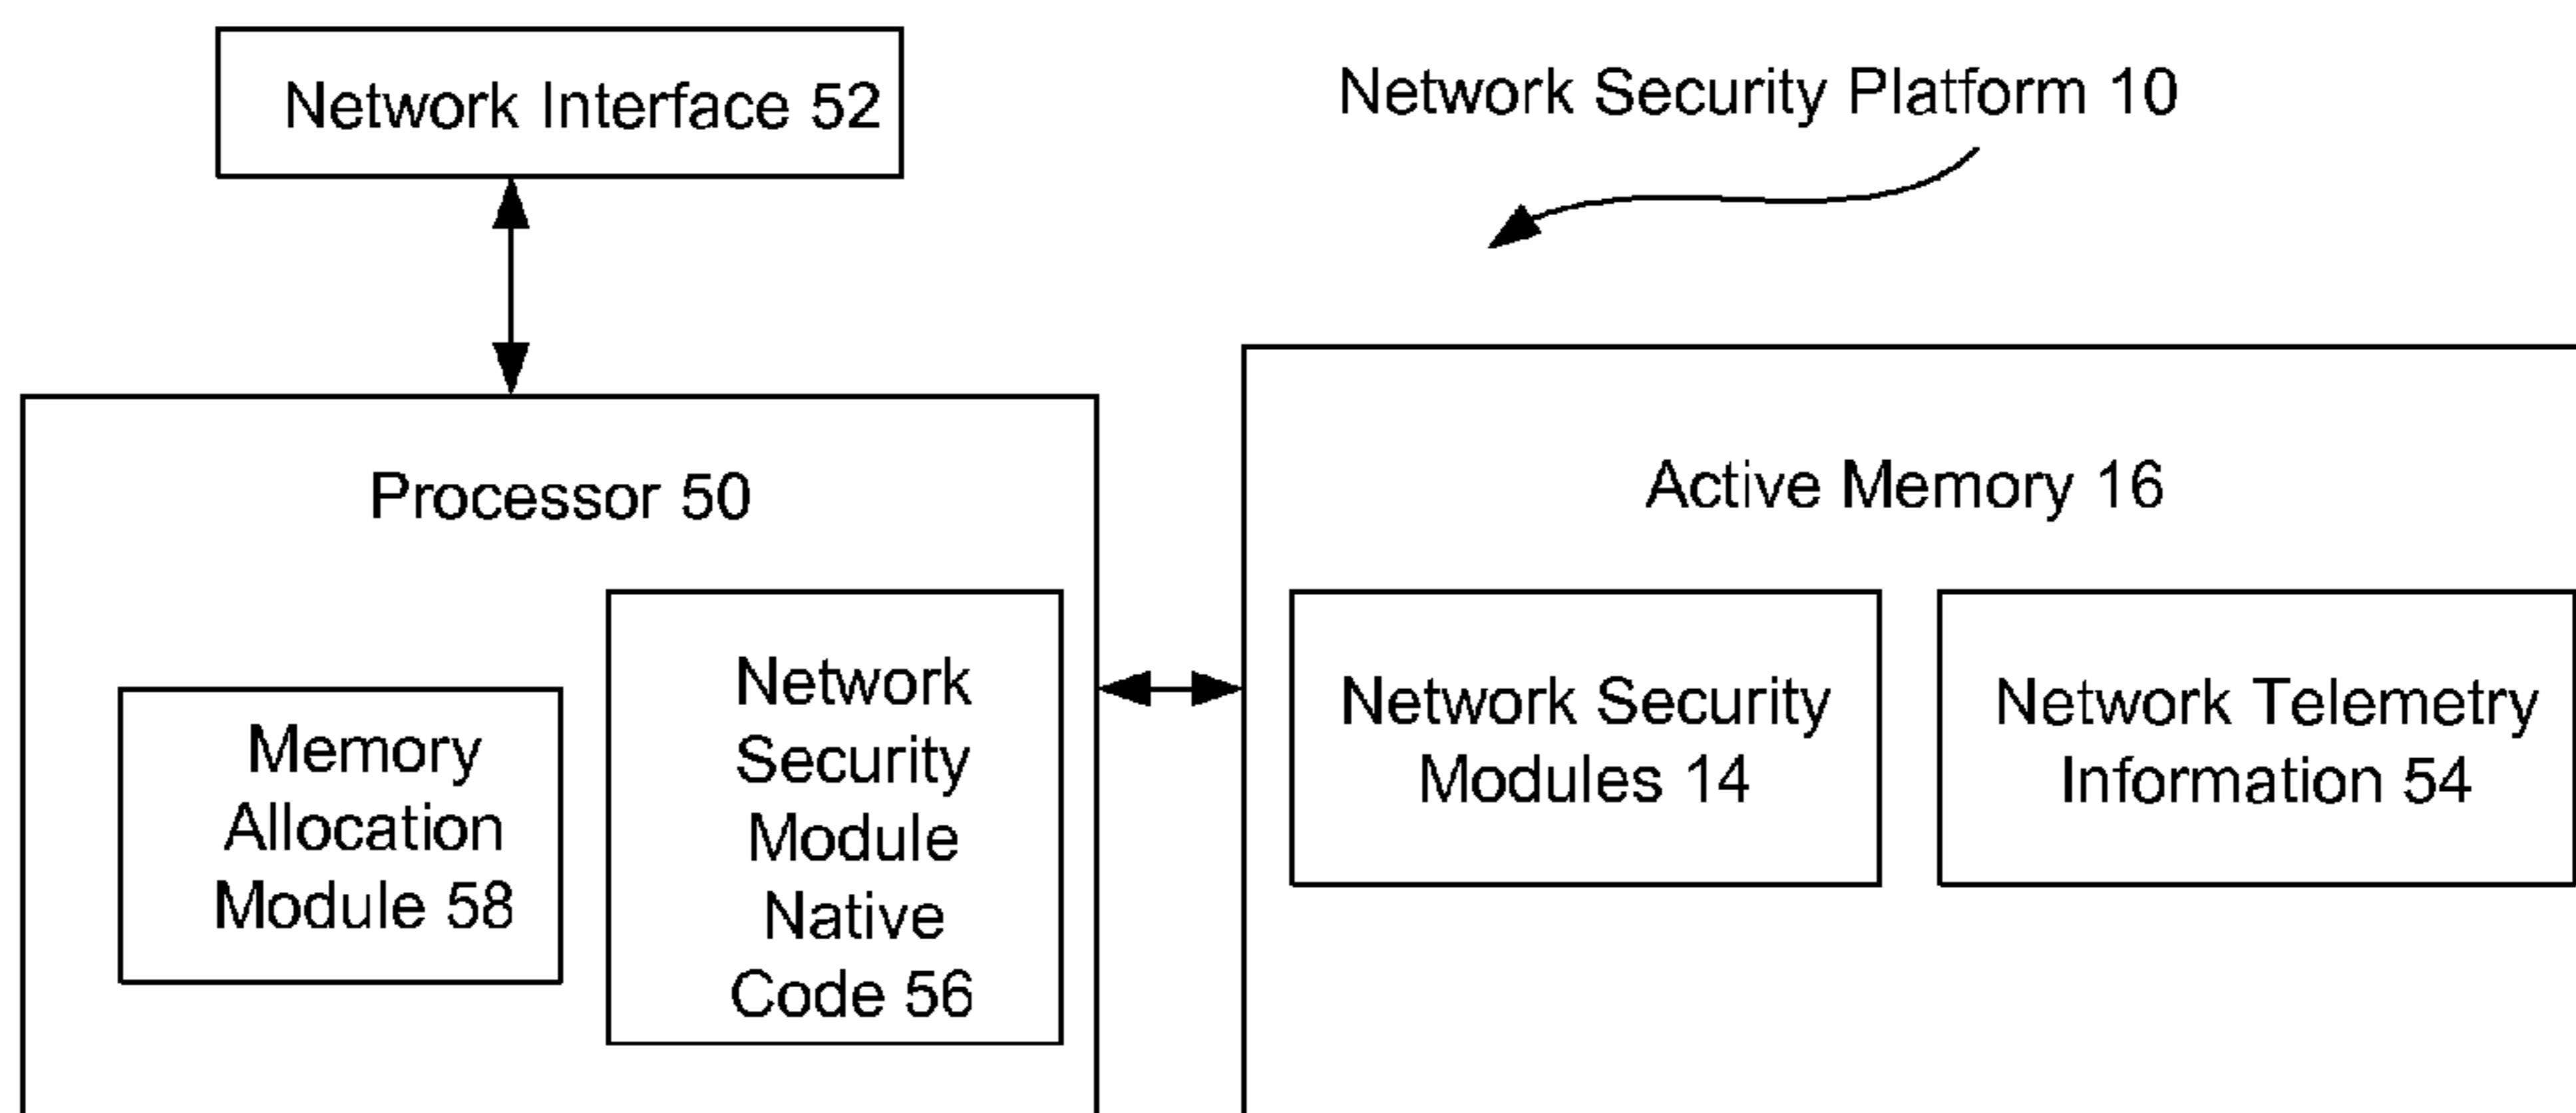 Network Interface 52
Network Security Platform 10
Processor 50
Memory
Allocation
Module 58
Network
Security
Module
Native
Code 56
Active Memory 16
Network Security
Modules 14
Network Telemetry
Information 54